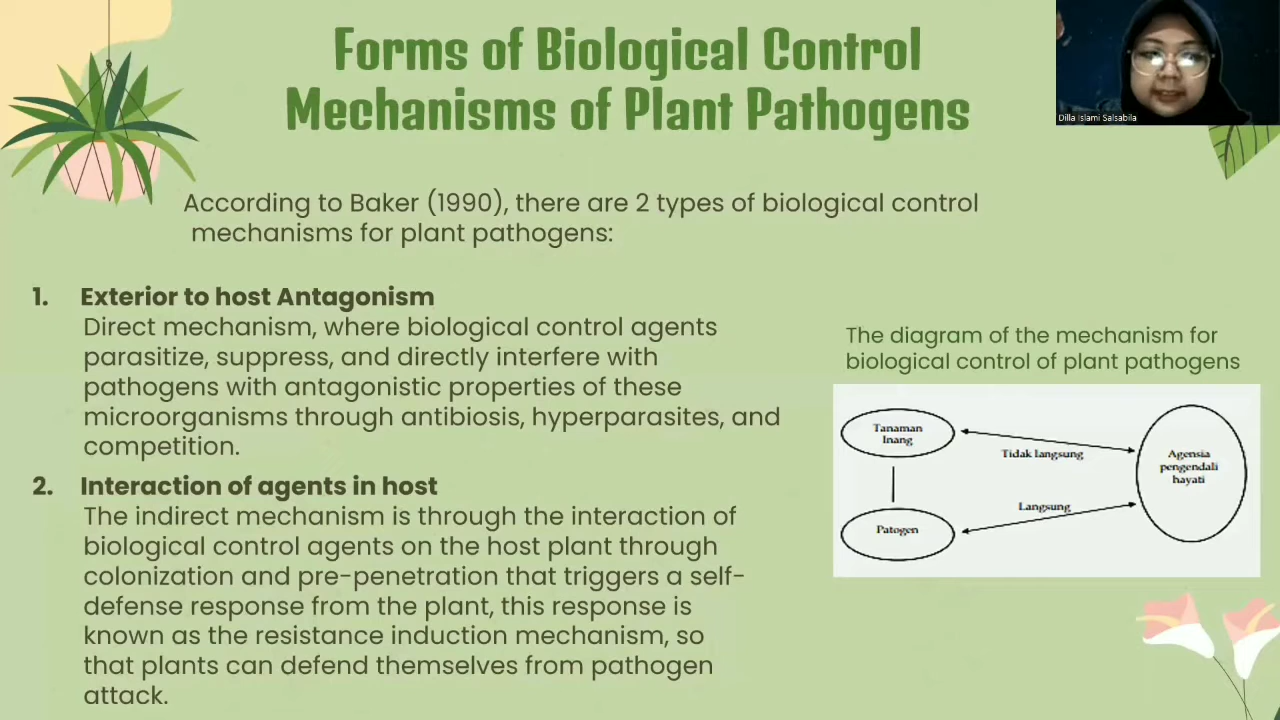 Forms of Biological Control
Mechanisms of Plant Pathogens
Dilla Islami Salsabila
According to Baker (1990), there are 2 types of biological control
mechanisms for plant pathogens:
1. Exterior to host Antagonism
Direct mechanism, where biological control agents
parasitize, suppress, and directly interfere with
pathogens with antagonistic properties of these
microorganisms through antibiosis, hyperparasites, and
competition.
2. Interaction of agents in host
The indirect mechanism is through the interaction of
biological control agents on the host plant through
colonization and pre-penetration that triggers a self-
defense response from the plant, this response is
known as the resistance induction mechanism, so
that plants can defend themselves from pathogen
attack.
The diagram of the mechanism for
biological control of plant pathogens
Tanaman
Inang
Tidak langsung
Agensia
pengendali
hayati
Langsung
Patogen